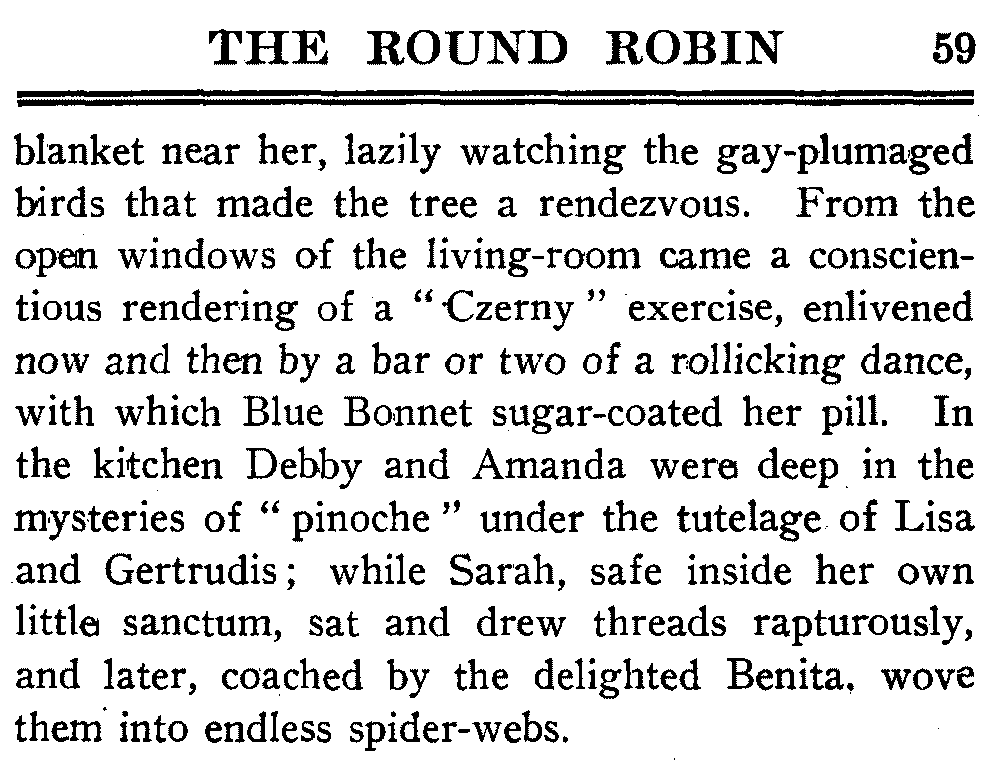 THE ROUND ROBIN 59
blanket near her, lazily watching the gay-plumaged
birds that made the tree a rendezvous. From the
open windows of the living-room came a conscien-
tious rendering of a “Czerny” exercise, enlivened
now and then by a bar or two of a rollicking dance,
with which Blue Bonnet sugar-coated her pill. In
the kitchen Debby and Amanda were deep in the
mysteries of “pinoche” under the tutelage of Lisa
and Gertrudis; while Sarah, safe inside her own
little sanctum, sat and drew threads rapturously,
and later, coached by the delighted Benita, wove
them into endless spider-webs.